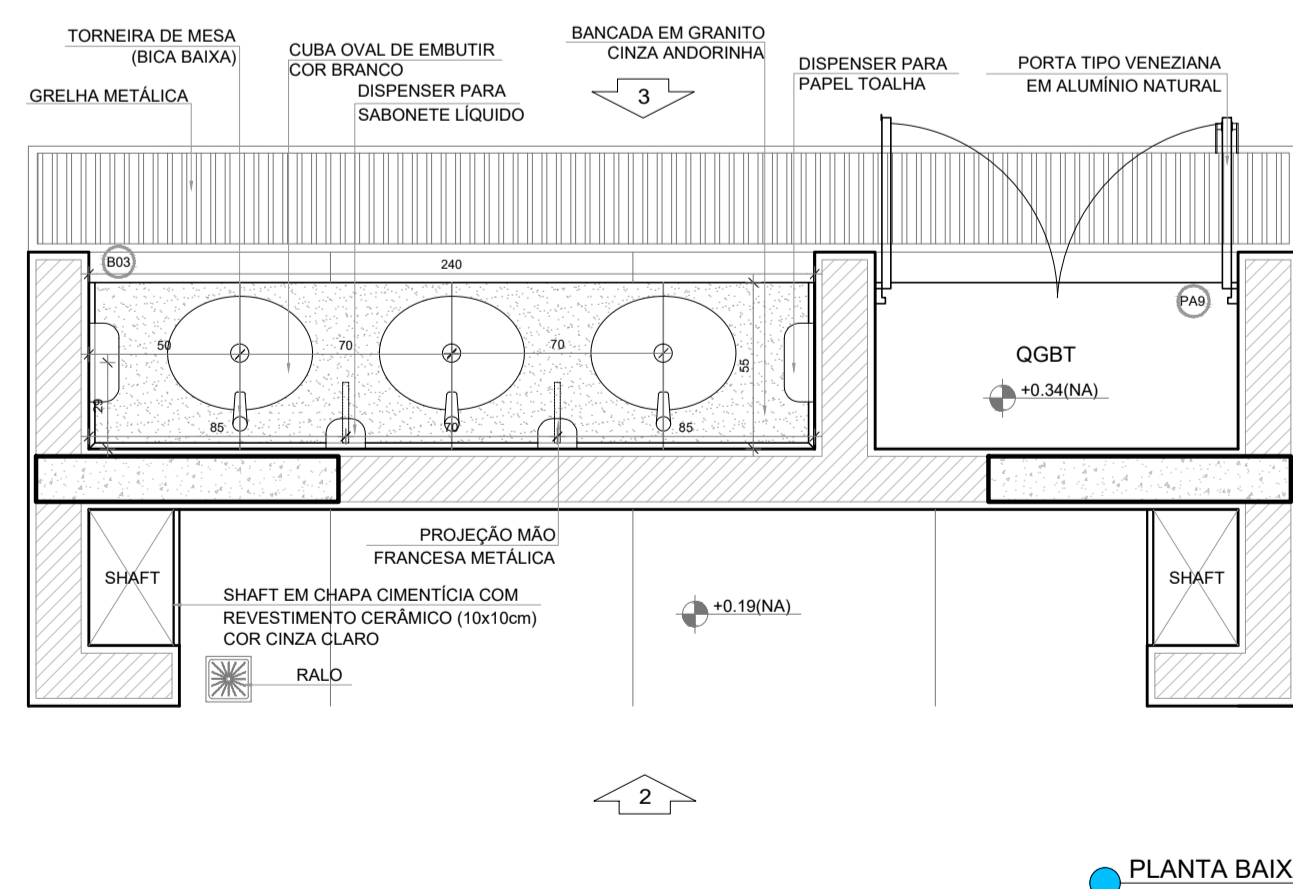 TORNEIRA DE MESA
(BICA BAIXA)
GRELHA METÁLICA
CUBA OVAL DE EMBUTIR
COR BRANCO
DISPENSER PARA
SABONETE LÍQUIDO
BANCADA EM GRANITO
CINZA ANDORINHA
3
DISPENSER PARA
PAPEL TOALHA
PORTA TIPO VENEZIANA
EM ALUMÍNIO NATURAL
B03
240
PA9
50
70
70
55
29
85
70
85
QGBT
+0.34(NA)
PROJEÇÃO MÃO
FRANCESA METÁLICA
SHAFT
SHAFT EM CHAPA CIMENTÍCIA COM
REVESTIMENTO CERÂMICO (10x10cm)
COR CINZA CLARO
RALO
+0.19(NA)
SHAFT
2
PLANTA BAIX